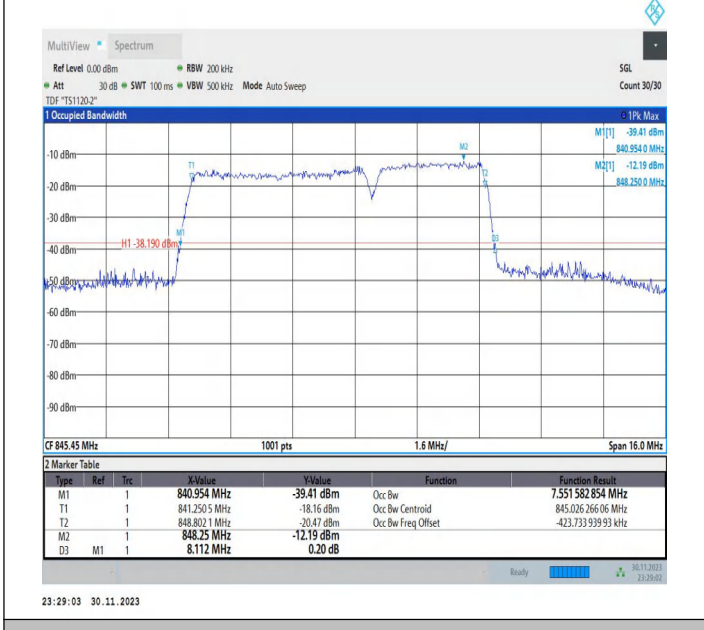 MultiView Spectrum
Ref Level 0.00 dBm RBW 200 kHz SGL
Att 30 dB SWT 100 ms VBW 500 kHz Mode Auto Sweep Count 30/30
TDF "TS1120-2"
1 Occupied Bandwidth 1Pk Max
M1[1] -39.41 dBm
840.954 0 MHz
M2[1] -12.19 dBm
848.250 0 MHz
M2
-10 dBm
T1
T2
-20 dBm
-30 dBm
M1
D3
H1 -38.190 dBm
-40 dBm
-50 dBm
-60 dBm
-70 dBm
-80 dBm
-90 dBm
CF 845.45 MHz 1001 pts 1.6 MHz/ Span 16.0 MHz
2 Marker Table
Type Ref Trc X-Value Y-Value Function Function Result
M1 1 840.954 MHz -39.41 dBm Occ Bw 7.551 582 854 MHz
T1 1 841.250 5 MHz -18.16 dBm Occ Bw Centroid 845.026 266 06 MHz
T2 1 848.802 1 MHz -20.47 dBm Occ Bw Freq Offset -423.733 939 93 kHz
M2 1 848.25 MHz -12.19 dBm
D3 M1 1 8.112 MHz 0.20 dB
Ready 30.11.2023
23:29:02
23:29:03 30.11.2023